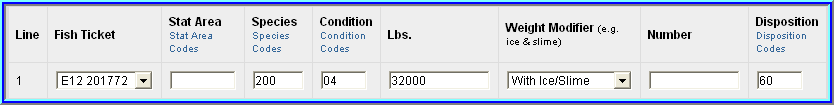 Line Fish Ticket Stat Area Species Condition Lbs. Weight Modifier (e.g. ice & slime) Number Disposition
Stat Area Codes Species Codes Condition Codes Disposition Codes
1 E12 201772 200 04 32000 With Ice/Slime 60